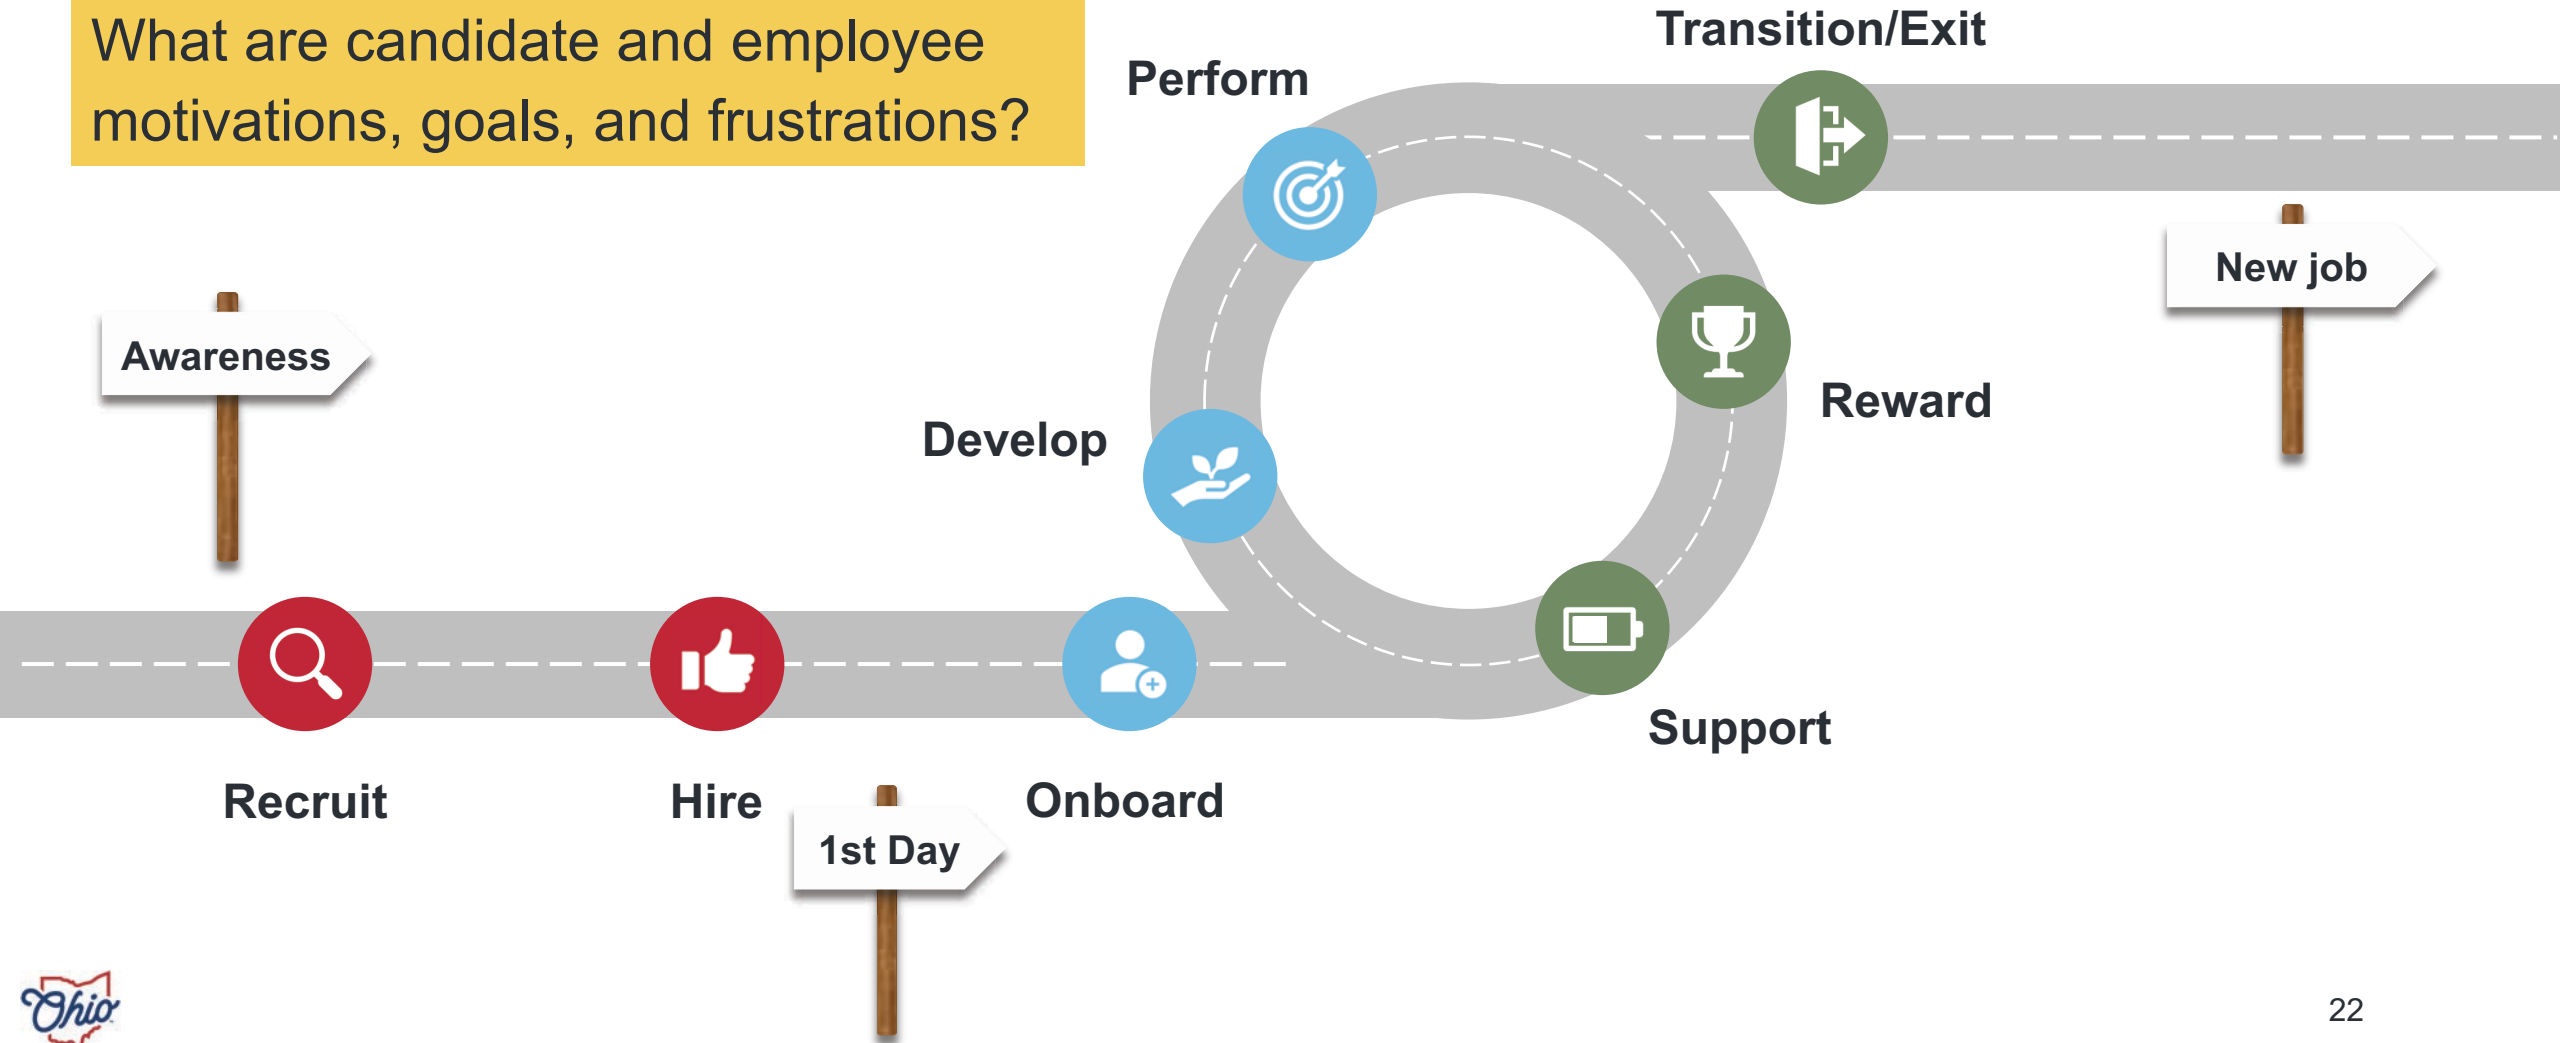 What are candidate and employee
motivations, goals, and frustrations?
Transition/Exit
Perform
New job
Awareness
Reward
Develop
Support
Recruit
Hire
Onboard
1st Day
Ohio
22